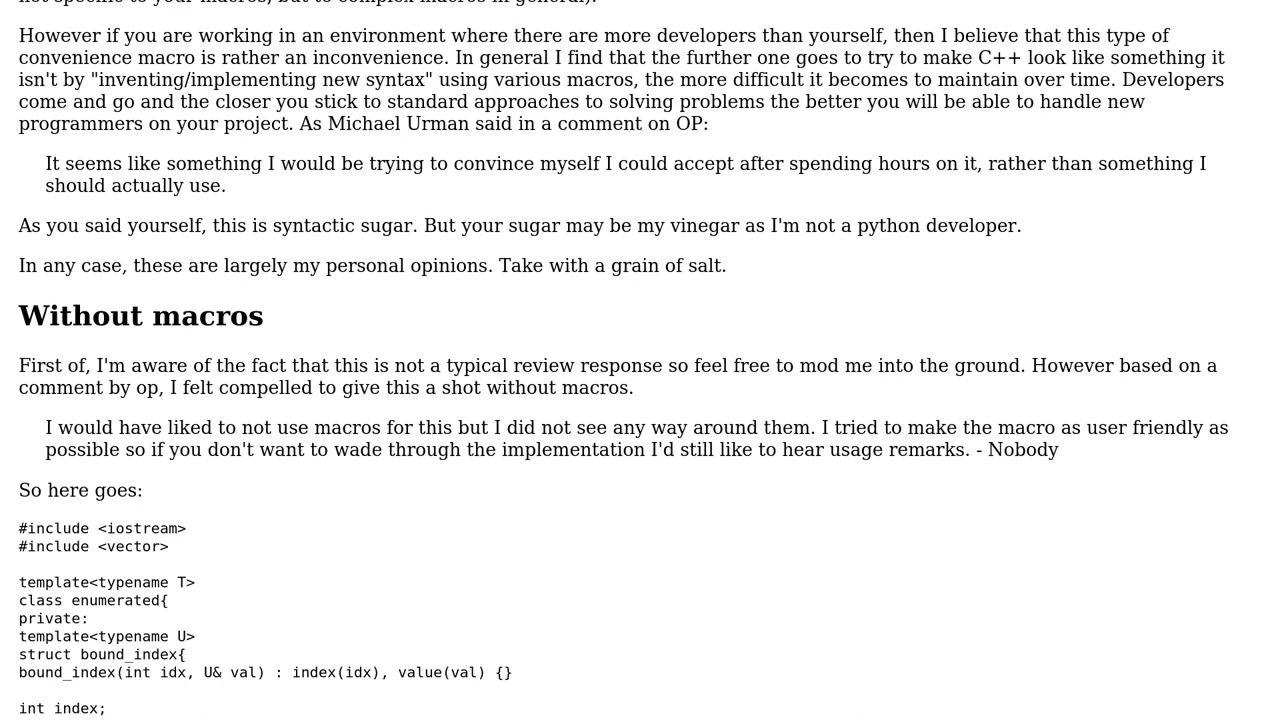 not specific to your macros, but to complex macros in general).
However if you are working in an environment where there are more developers than yourself, then I believe that this type of
convenience macro is rather an inconvenience. In general I find that the further one goes to try to make C++ look like something it
isn't by "inventing/implementing new syntax" using various macros, the more difficult it becomes to maintain over time. Developers
come and go and the closer you stick to standard approaches to solving problems the better you will be able to handle new
programmers on your project. As Michael Urman said in a comment on OP:
It seems like something I would be trying to convince myself I could accept after spending hours on it, rather than something I
should actually use.
As you said yourself, this is syntactic sugar. But your sugar may be my vinegar as I'm not a python developer.
In any case, these are largely my personal opinions. Take with a grain of salt.
Without macros
First of, I'm aware of the fact that this is not a typical review response so feel free to mod me into the ground. However based on a
comment by op, I felt compelled to give this a shot without macros.
I would have liked to not use macros for this but I did not see any way around them. I tried to make the macro as user friendly as
possible so if you don't want to wade through the implementation I'd still like to hear usage remarks. - Nobody
So here goes:
#include <iostream>
#include <vector>
template<typename T>
class enumerated{
private:
template<typename U>
struct bound_index{
bound_index(int idx, U& val) : index(idx), value(val) {}
int index;